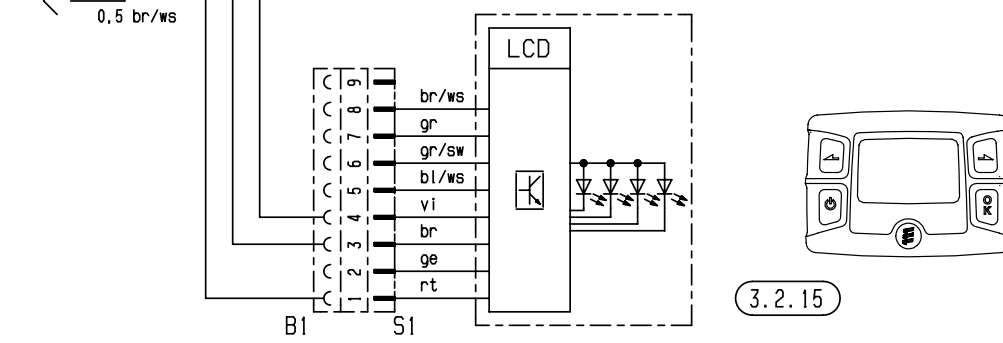 0,5 br/ws
LCD
9
8 br/ws
7 gr
6 gr/sw
5 bl/ws
4 vi
3 br
2 ge
1 rt
B1 S1
OK
3.2.15